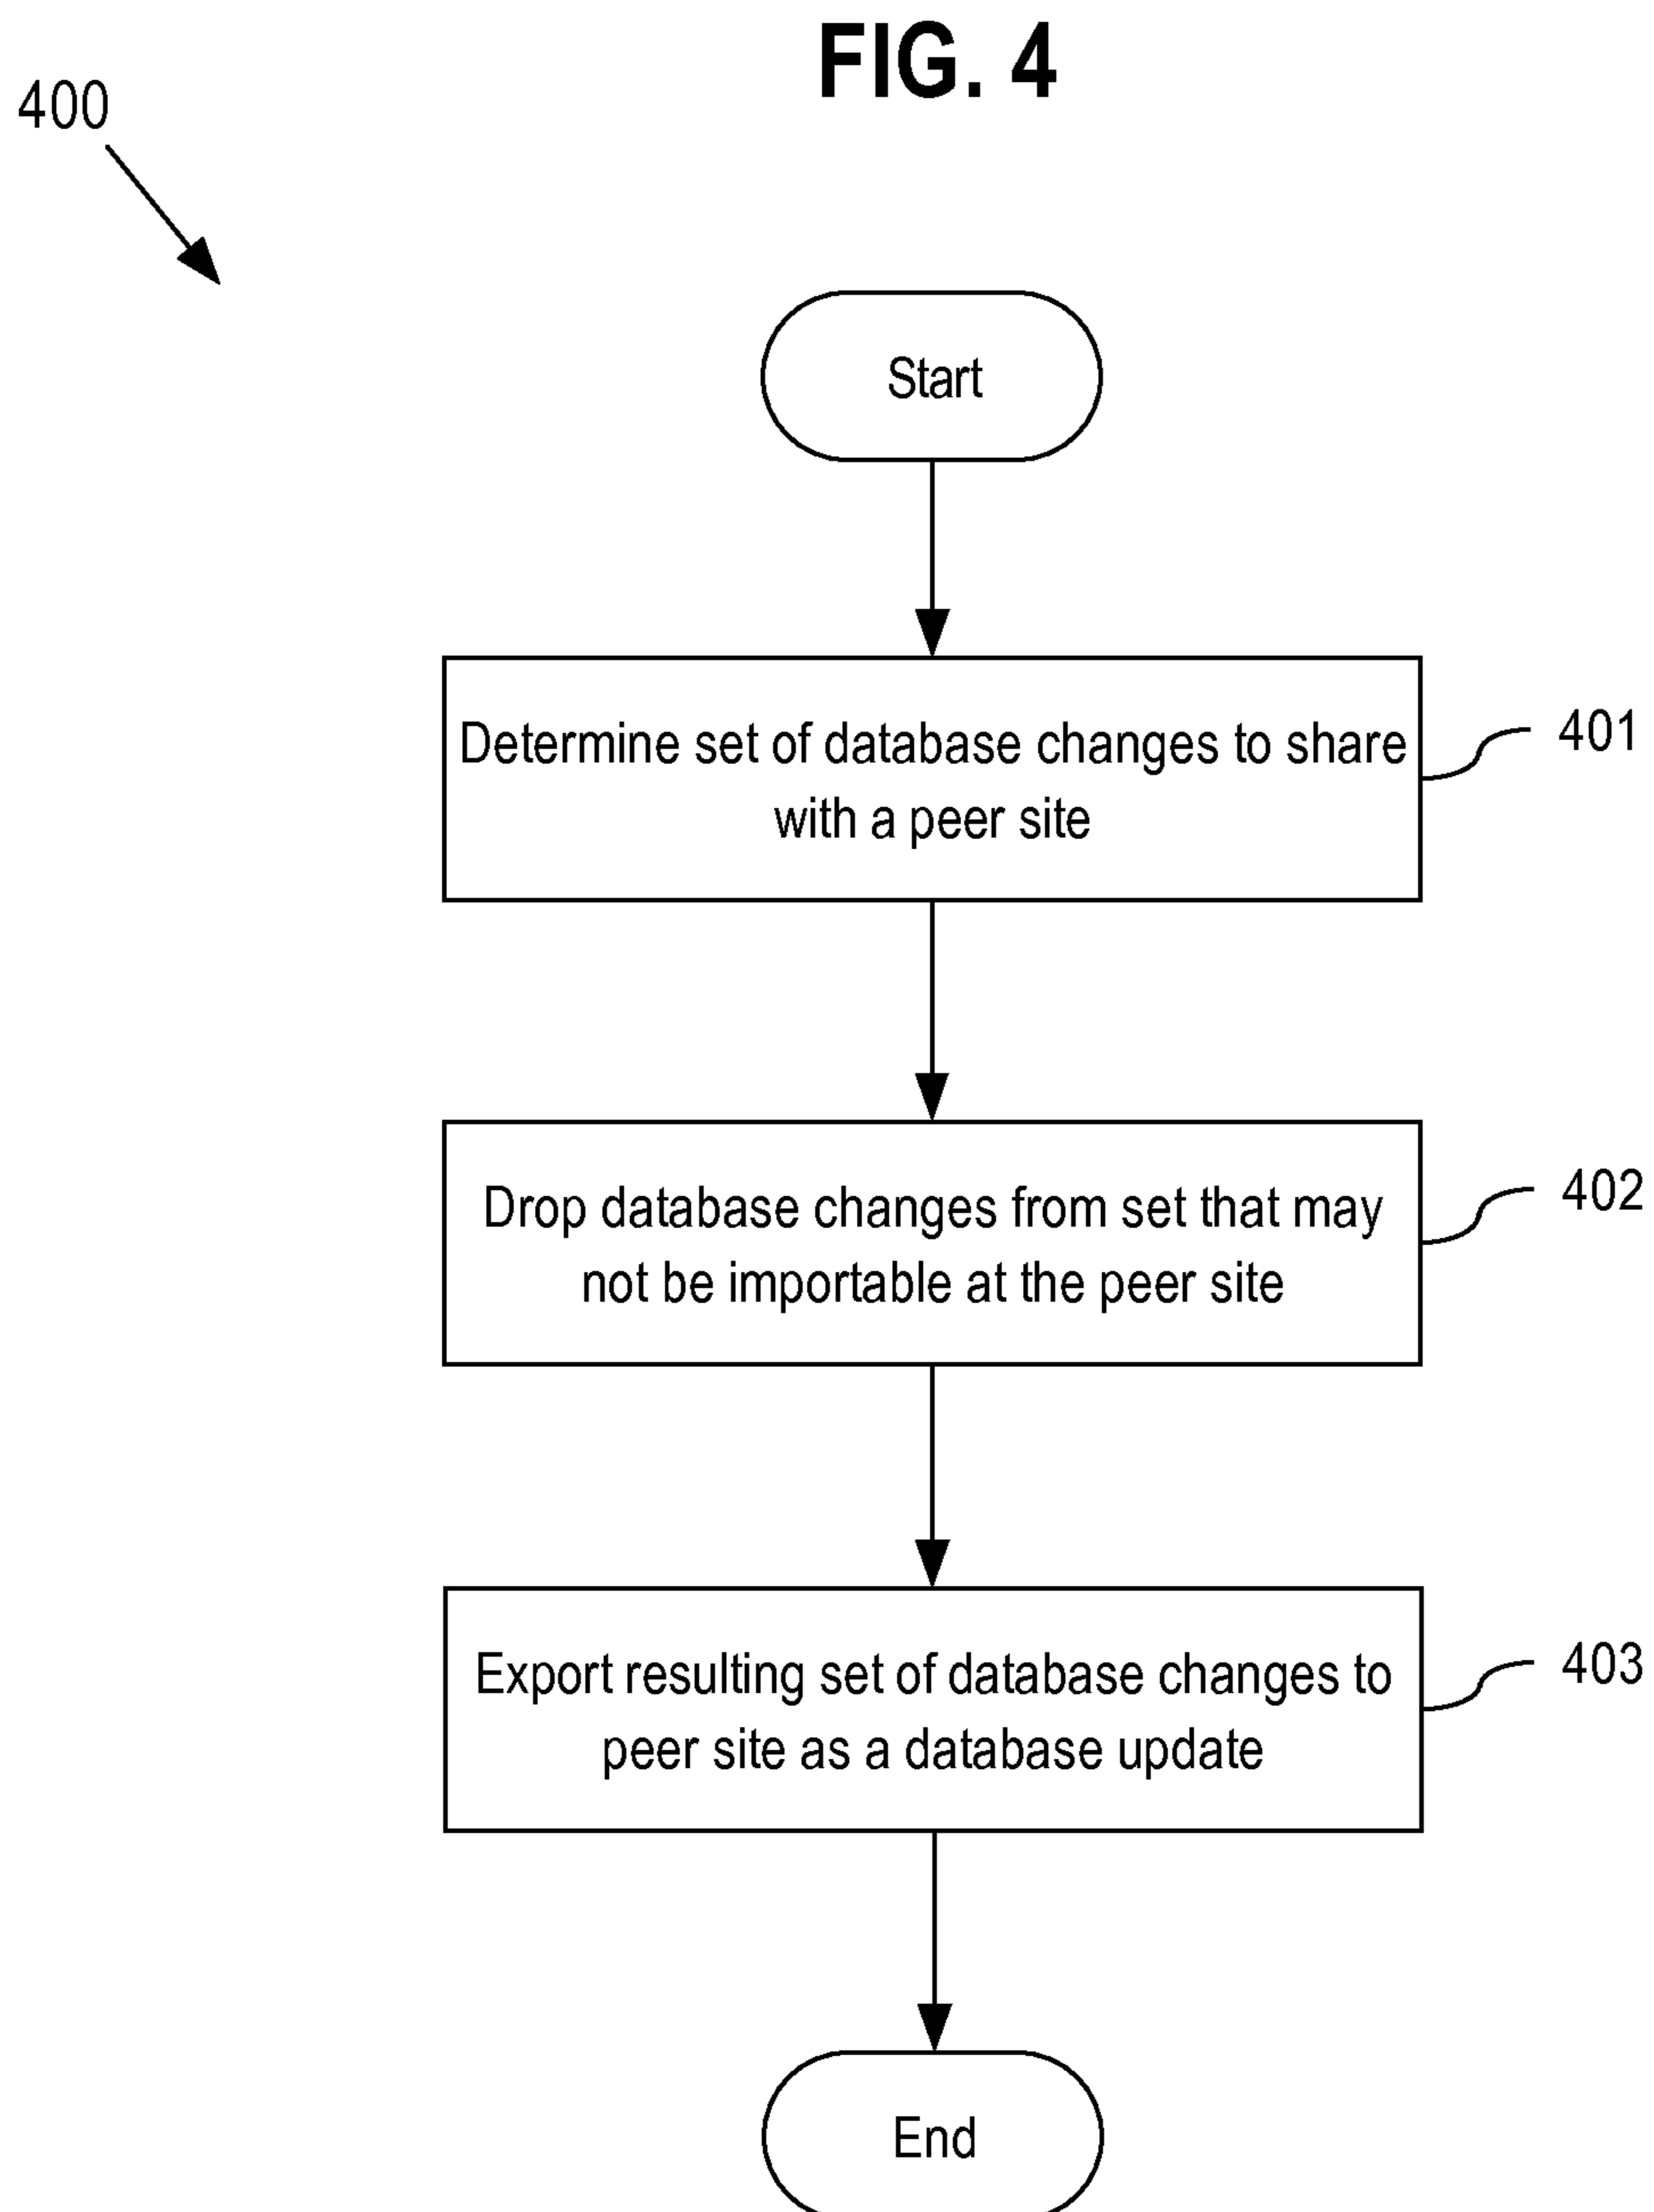 FIG. 4
400
Start
Determine set of database changes to share
with a peer site
401
Drop database changes from set that may
not be importable at the peer site
402
Export resulting set of database changes to
peer site as a database update
403
End